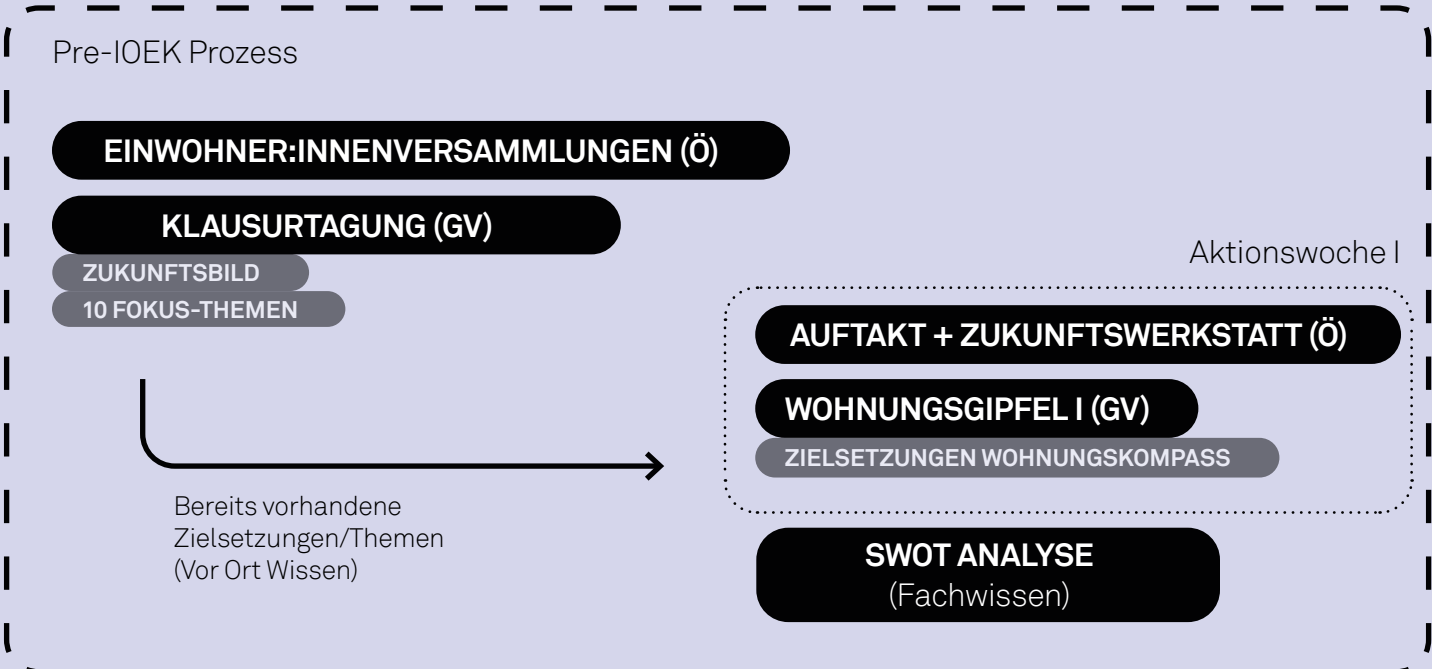 Pre-IOEK Prozess
EINWOHNER:INNENVERSAMMLUNGEN (Ö)
KLAUSURTAGUNG (GV)
ZUKUNFTSBILD
10 FOKUS-THEMEN
Bereits vorhandene
Zielsetzungen/Themen
(Vor Ort Wissen)
Aktionswoche I
AUFTAKT + ZUKUNFTSWERKSTATT (Ö)
WOHNUNGSGIPFEL I (GV)
ZIELSETZUNGEN WOHNUNGSKOMPASS
SWOT ANALYSE
(Fachwissen)